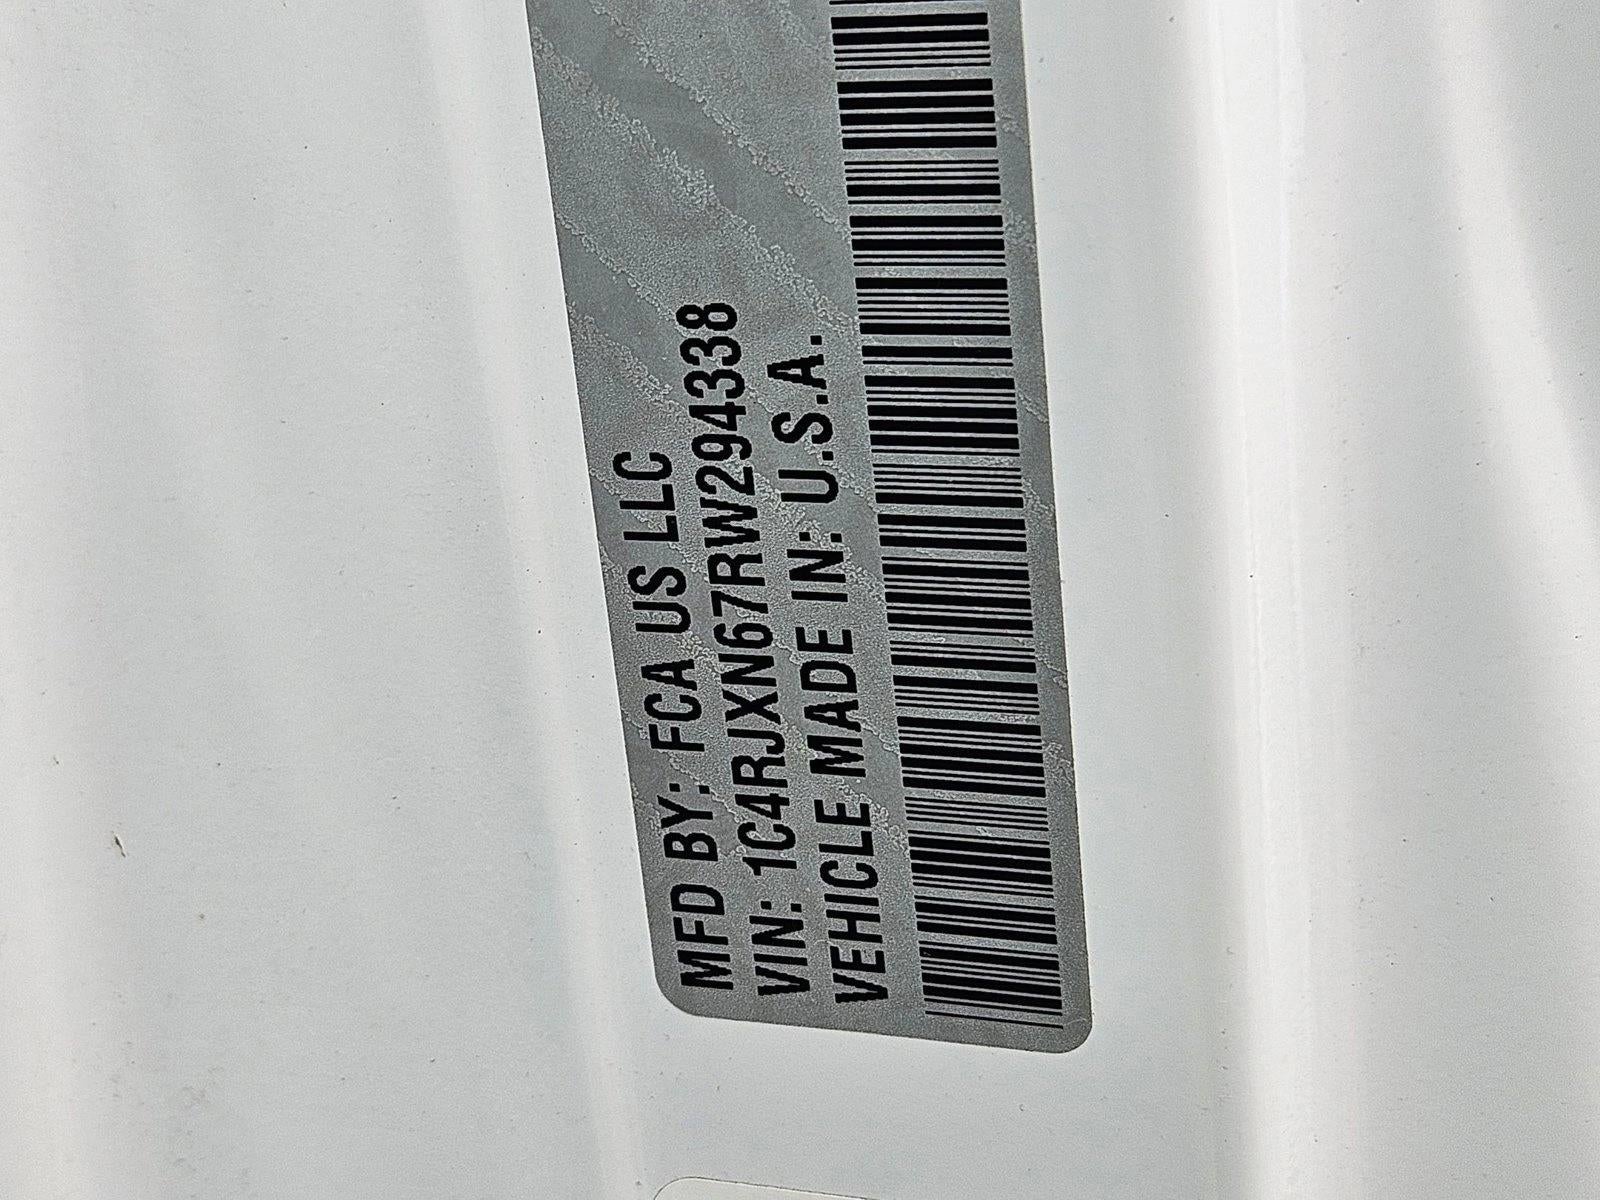 MFD BY: FCA US LLC
VIN: 1C4RJXN67RW294338
VEHICLE MADE IN: U.S.A.